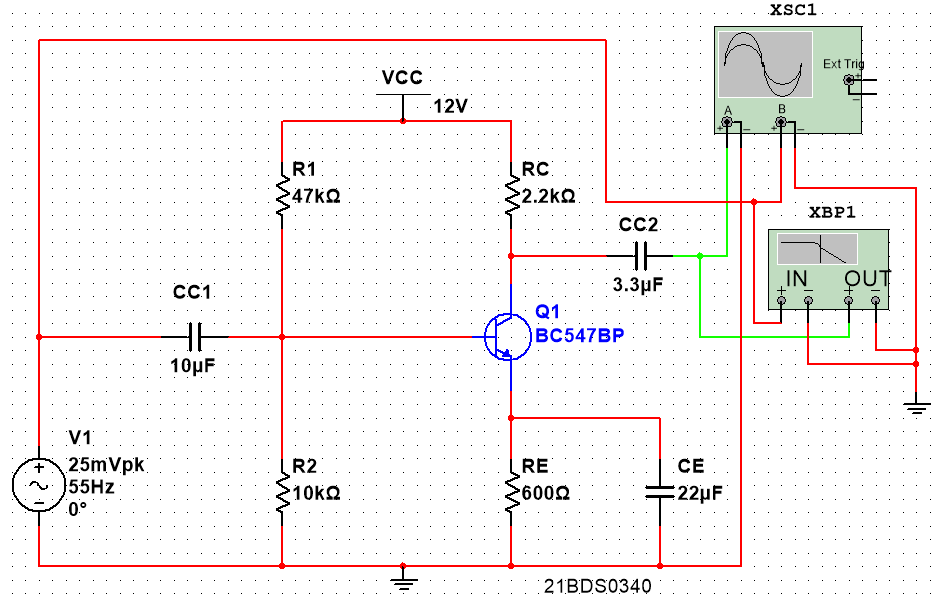 XSC1
Ext Trig
+
−
A
B
+ − + −
VCC
12V
R1
47kΩ
RC
2.2kΩ
CC2
3.3µF
XBP1
IN OUT
+ − + −
CC1
10µF
Q1
BC547BP
V1
25mVpk
55Hz
0°
R2
10kΩ
RE
600Ω
CE
22µF
21BDS0340